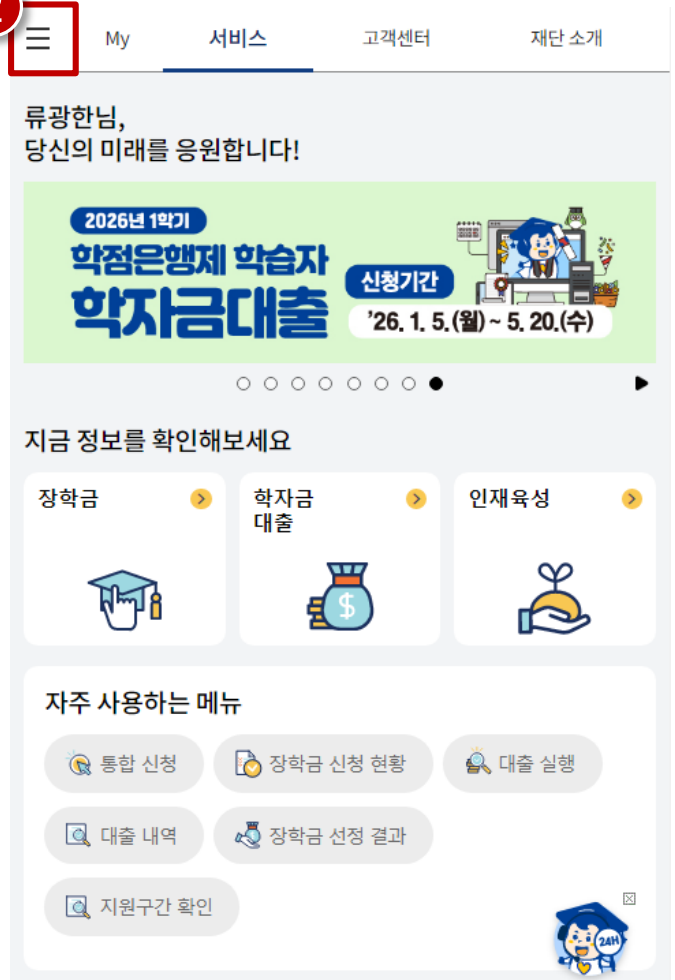 My 서비스 고객센터 재단 소개
류광한님,
당신의 미래를 응원합니다!
2026년 1학기
학점은행제 학습자
학자금대출
신청기간
'26. 1. 5.(월) ~ 5. 20.(수)
지금 정보를 확인해보세요
장학금
학자금
대출
인재육성
자주 사용하는 메뉴
통합 신청 장학금 신청 현황 대출 실행
대출 내역 장학금 선정 결과
지원구간 확인
24H